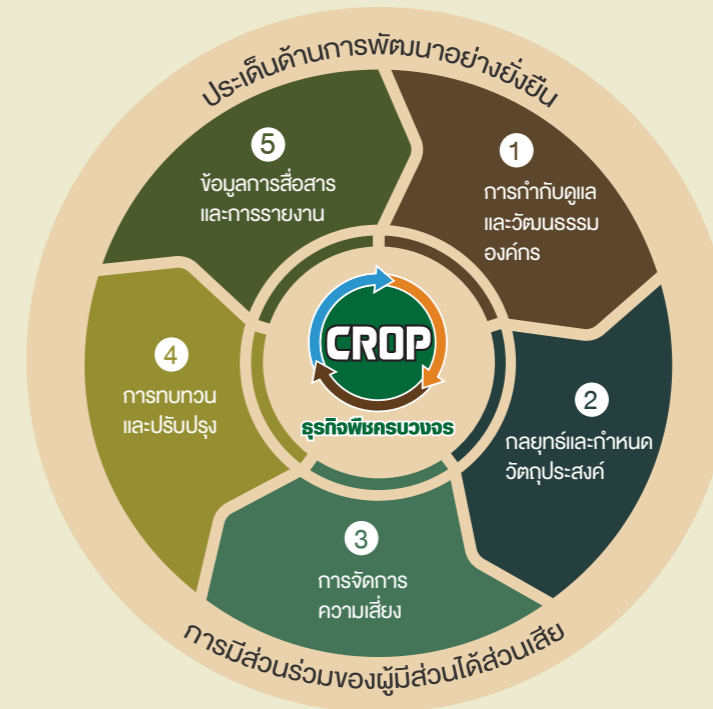 ประเด็นด้านการพัฒนาอย่างยั่งยืน
1
การกำกับดูแล
และวัฒนธรรม
องค์กร
2
กลยุทธ์และกำหนด
วัตถุประสงค์
3
การจัดการ
ความเสี่ยง
4
การทบทวน
และปรับปรุง
5
ข้อมูลการสื่อสาร
และการรายงาน
CROP
ธุรกิจพืชครบวงจร
การมีส่วนร่วมของผู้มีส่วนได้ส่วนเสีย